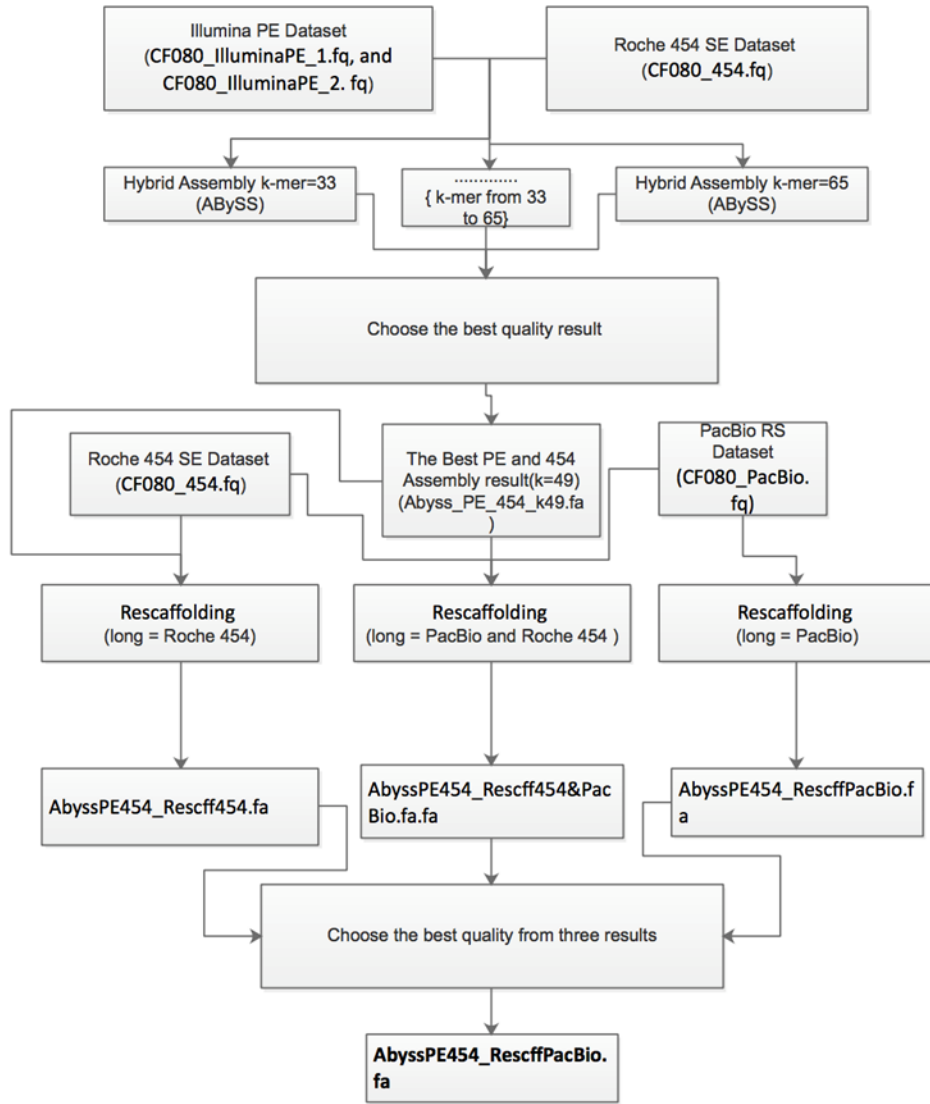 Illumina PE Dataset
(CF080_IlluminaPE_1.fq, and
CF080_IlluminaPE_2. fq)
Roche 454 SE Dataset
(CF080_454.fq)
Hybrid Assembly k-mer=33
(ABySS)
.............
{ k-mer from 33
to 65}
Hybrid Assembly k-mer=65
(ABySS)
Choose the best quality result
Roche 454 SE Dataset
(CF080_454.fq)
The Best PE and 454
Assembly result(k=49)
(Abyss_PE_454_k49.fa
)
PacBio RS
Dataset
(CF080_PacBio.
fq)
Rescaffolding
(long = Roche 454)
Rescaffolding
(long = PacBio and Roche 454 )
Rescaffolding
(long = PacBio)
AbyssPE454_Rescff454.fa
AbyssPE454_Rescff454&Pac
Bio.fa.fa
AbyssPE454_RescffPacBio.f
a
Choose the best quality from three results
AbyssPE454_RescffPacBio.
fa